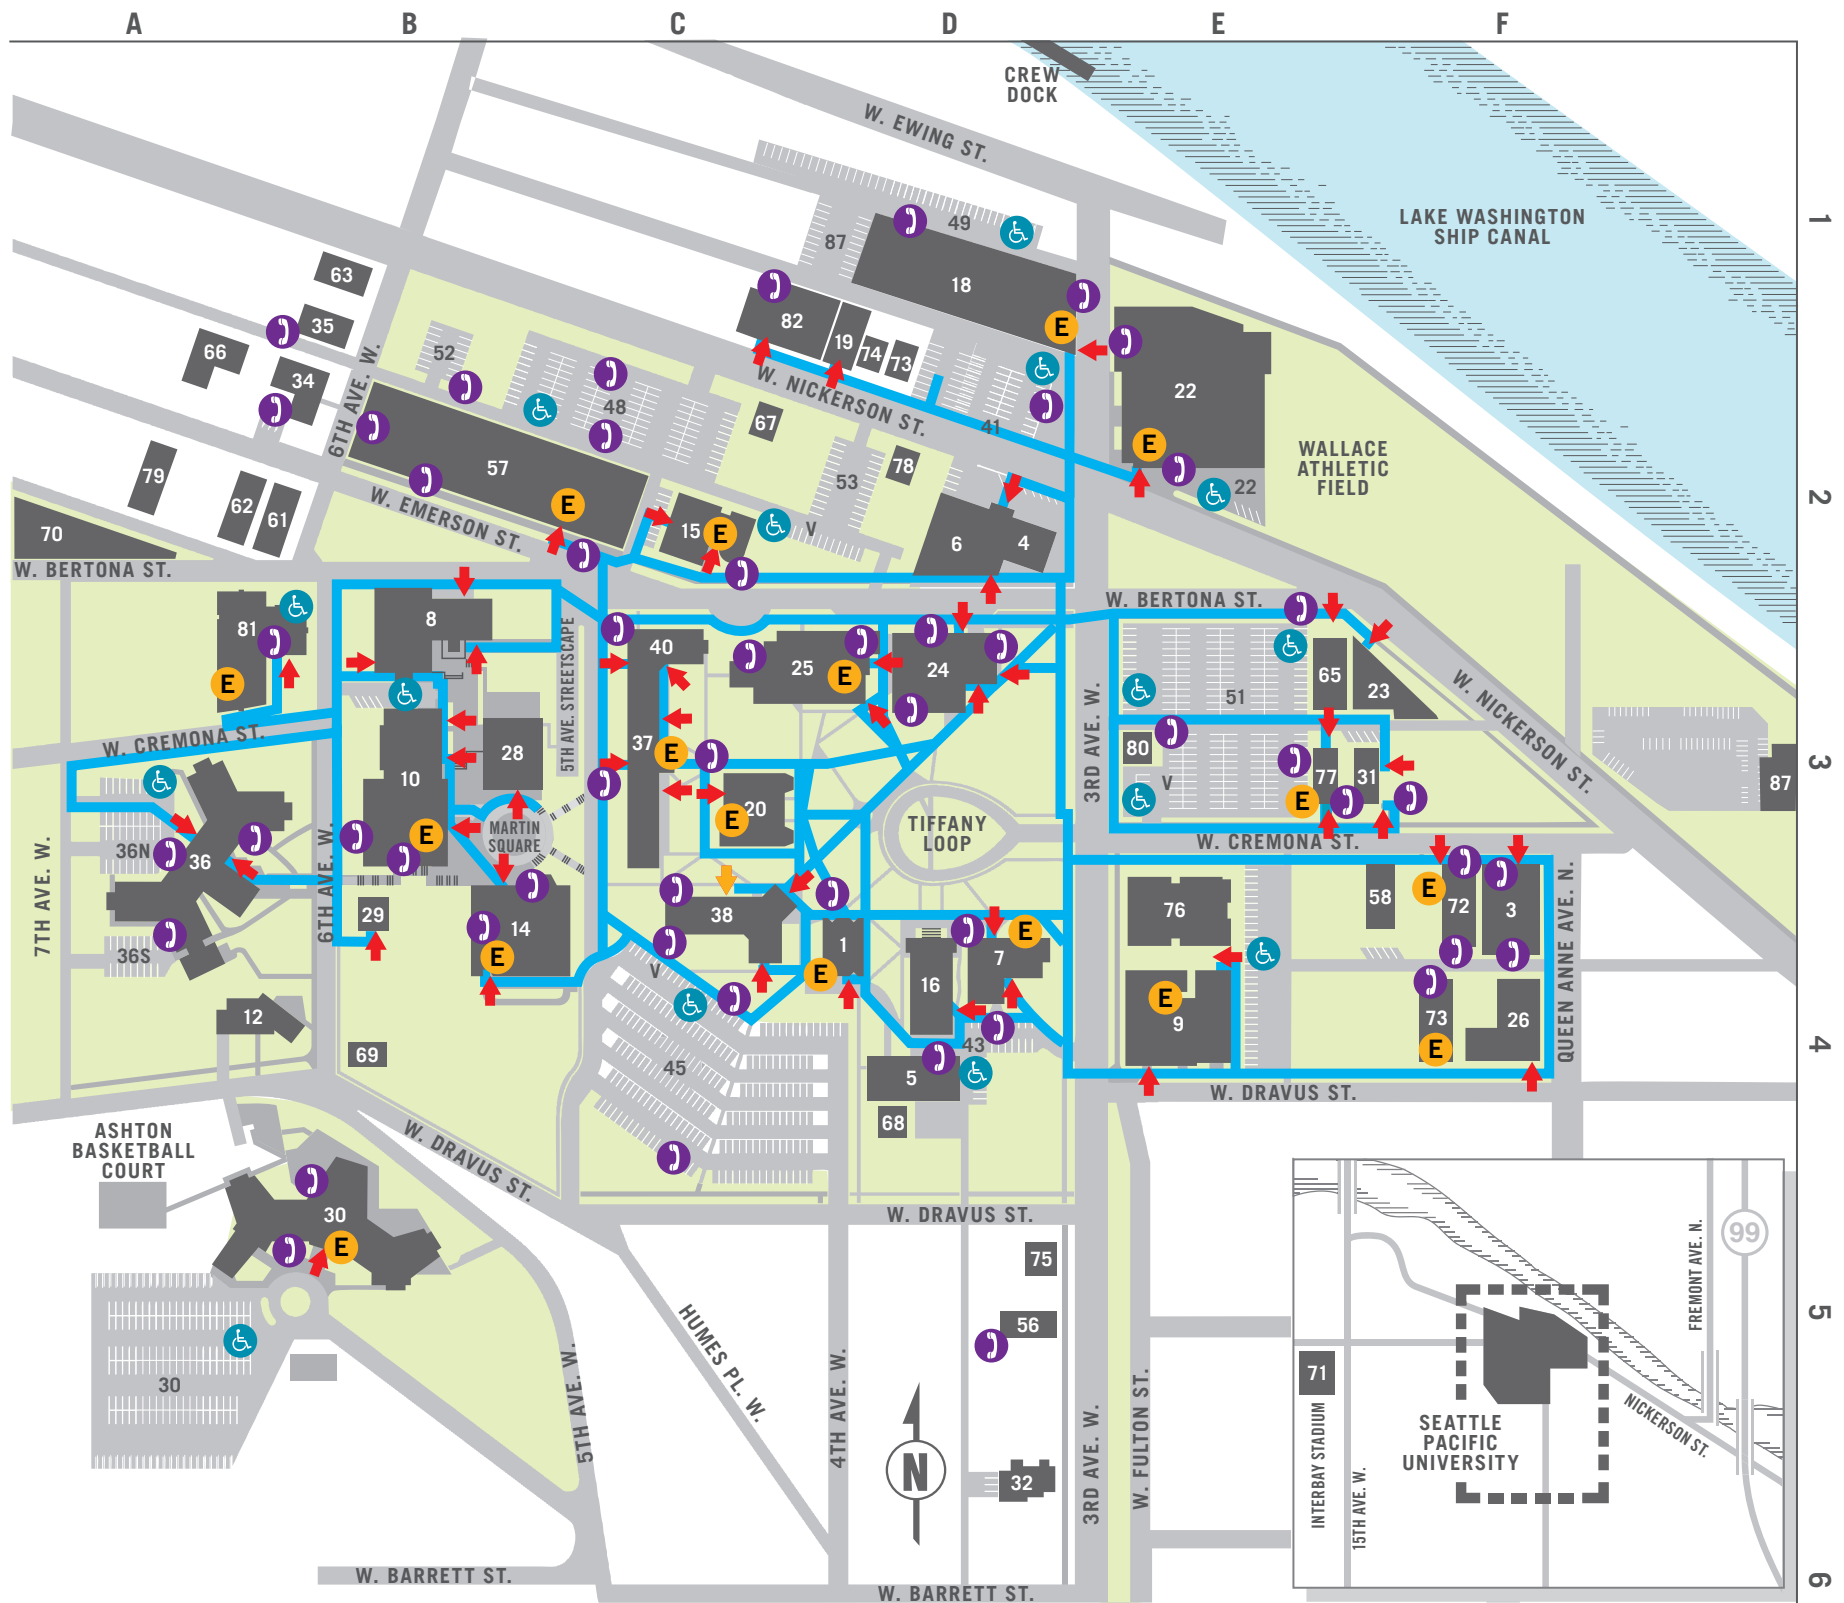 A B C D E F
CREW
DOCK
W. EWING ST.
LAKE WASHINGTON
SHIP CANAL
1
49
87
18
63
35
82
19
74
73
E
66
34
52
6TH AVE. W.
48
W. NICKERSON ST.
67
41
22
E
WALLACE
ATHLETIC
FIELD
79
57
78
53
22
62
61
E
W. EMERSON ST.
15
E
V
2
70
6
4
W. BERTONA ST.
W. BERTONA ST.
81
8
5TH AVE. STREETSCAPE
40
25
24
65
23
E
E
51
3RD AVE. W.
W. NICKERSON ST.
W. CREMONA ST.
28
37
E
80
10
77
31
V
3
87
20
E
E
MARTIN
SQUARE
TIFFANY
LOOP
E
W. CREMONA ST.
36N
36
7TH AVE. W.
6TH AVE. W.
29
14
38
1
76
58
E
72
3
E
7
36S
E
V
E
16
E
9
QUEEN ANNE AVE. N.
12
73
26
E
69
45
43
5
4
68
W. DRAVUS ST.
ASHTON
BASKETBALL
COURT
W. DRAVUS ST.
30
E
W. DRAVUS ST.
75
56
30
5TH AVE. W.
HUMES PL. W.
4TH AVE. W.
N
32
3RD AVE. W.
W. FULTON ST.
99
FREMONT AVE. N.
5
71
INTERBAY STADIUM
15TH AVE. W.
SEATTLE
PACIFIC
UNIVERSITY
NICKERSON ST.
W. BARRETT ST.
W. BARRETT ST.
6